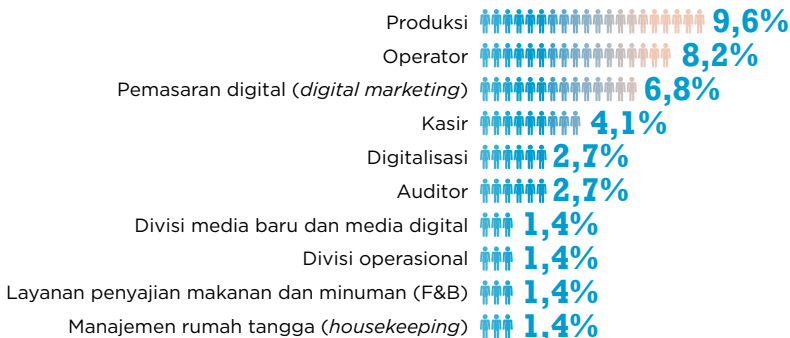 Produksi 9,6%
Operator 8,2%
Pemasaran digital (digital marketing) 6,8%
Kasir 4,1%
Digitalisasi 2,7%
Auditor 2,7%
Divisi media baru dan media digital 1,4%
Divisi operasional 1,4%
Layanan penyajian makanan dan minuman (F&B) 1,4%
Manajemen rumah tangga (housekeeping) 1,4%